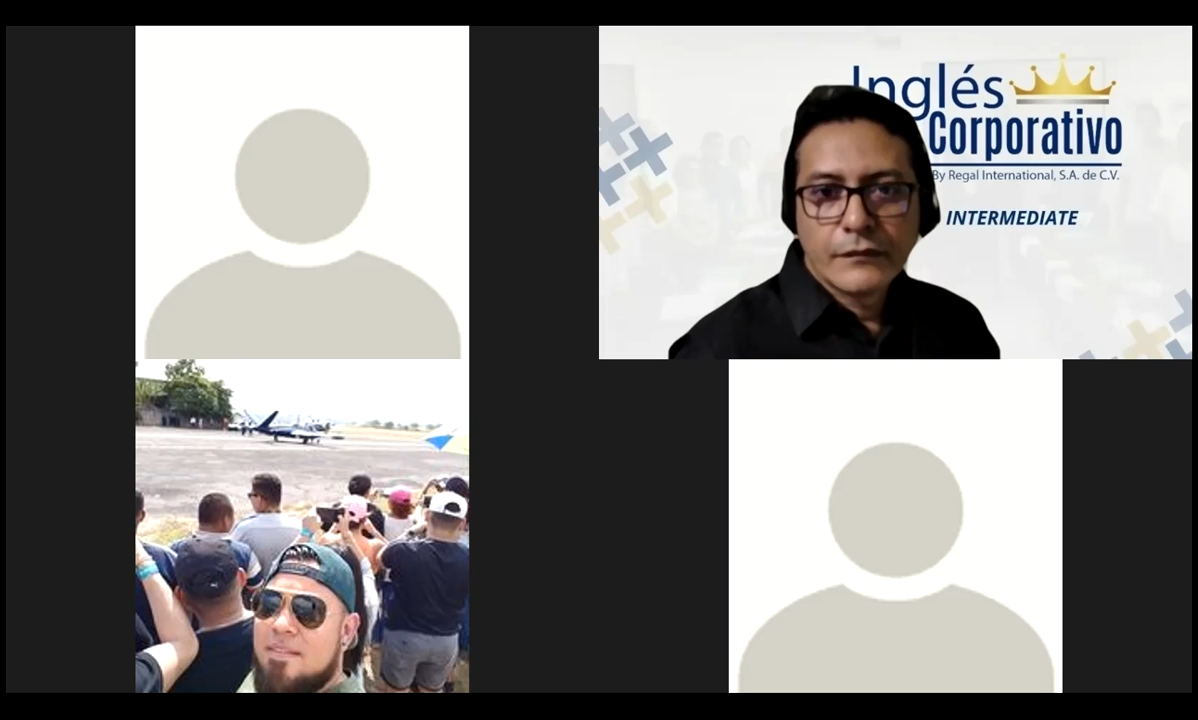 Inglés
Corporativo
By Regal International, S.A. de C.V.
INTERMEDIATE